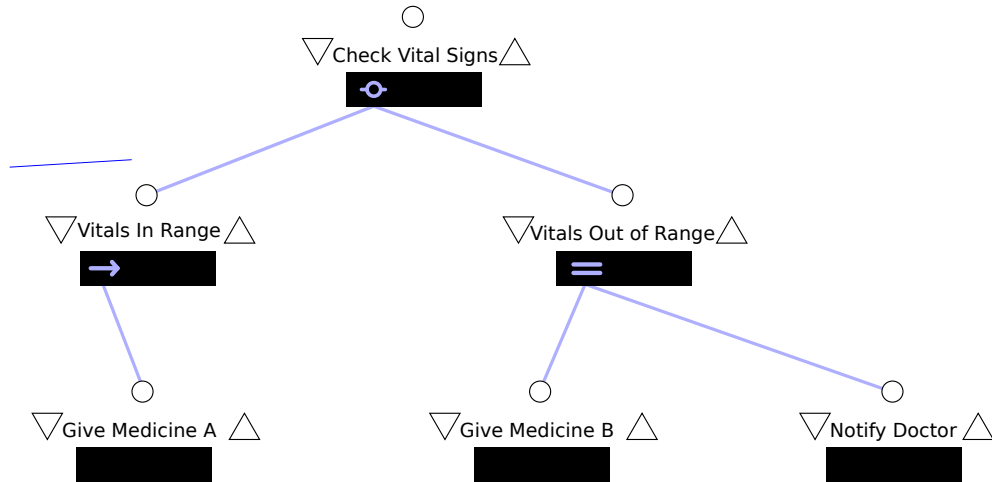 Check Vital Signs
Vitals In Range
Vitals Out of Range
Give Medicine A
Give Medicine B
Notify Doctor